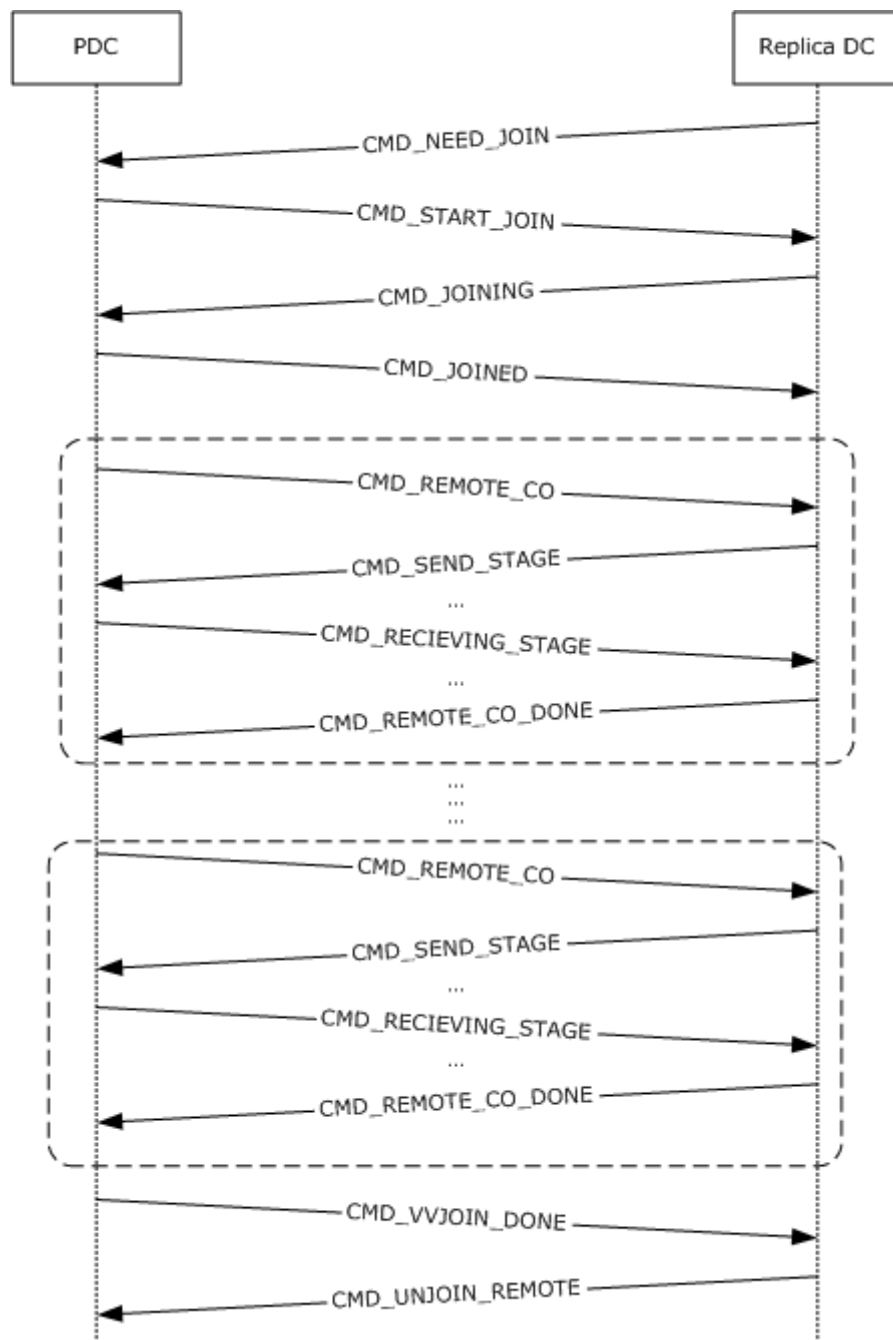 PDC
Replica DC
CMD_NEED_JOIN
CMD_START_JOIN
CMD_JOINING
CMD_JOINED
CMD_REMOTE_CO
CMD_SEND_STAGE
...
CMD_RECIEVING_STAGE
...
CMD_REMOTE_CO_DONE
...
...
...
CMD_REMOTE_CO
CMD_SEND_STAGE
...
CMD_RECIEVING_STAGE
...
CMD_REMOTE_CO_DONE
CMD_VVJOIN_DONE
CMD_UNJOIN_REMOTE